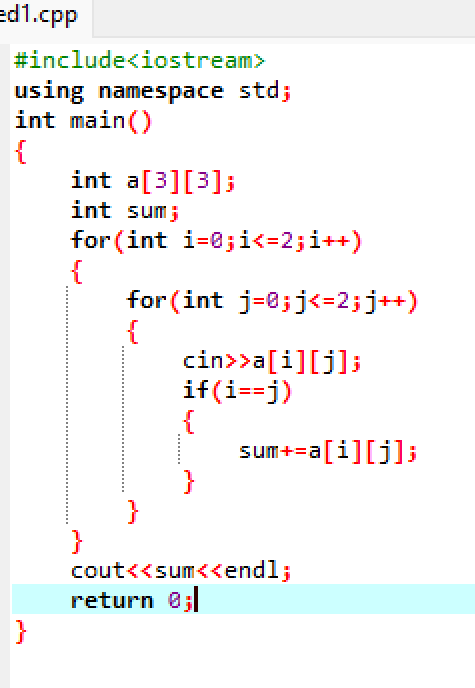 ed1.cpp
#include<iostream>
using namespace std;
int main()
{
    int a[3][3];
    int sum;
    for(int i=0;i<=2;i++)
    {
        for(int j=0;j<=2;j++)
        {
            cin>>a[i][j];
            if(i==j)
            {
                sum+=a[i][j];
            }
        }
    }
    cout<<sum<<endl;
    return 0;
}